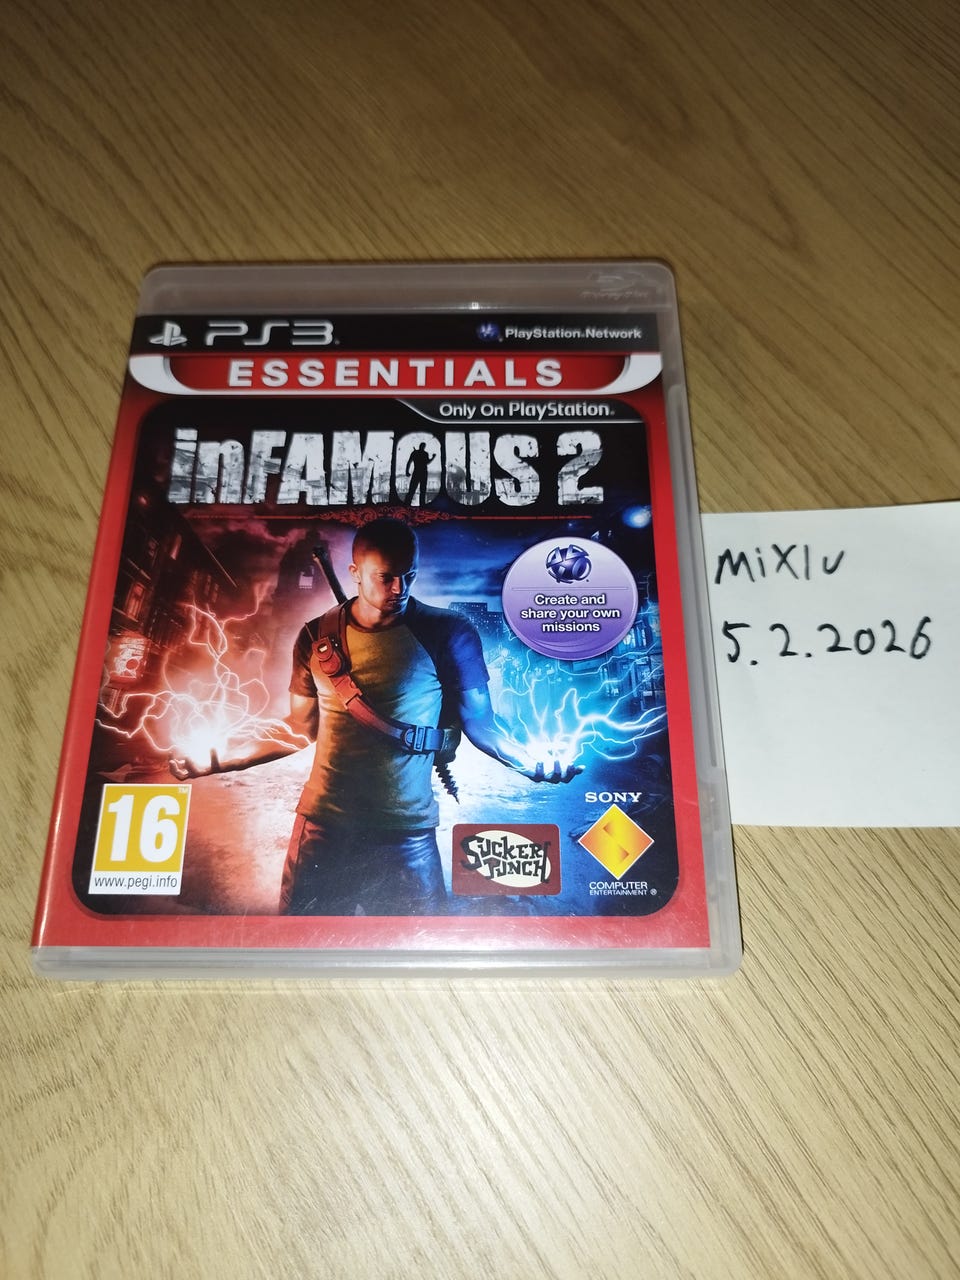 PS3
PlayStation Network
ESSENTIALS
Only On PlayStation
inFAMOUS 2
Create and
share your own
missions
16
TM
www.pegi.info
SUCKER
PUNCH
SONY
COMPUTER
ENTERTAINMENT ®
MiXlu
5.2.2026